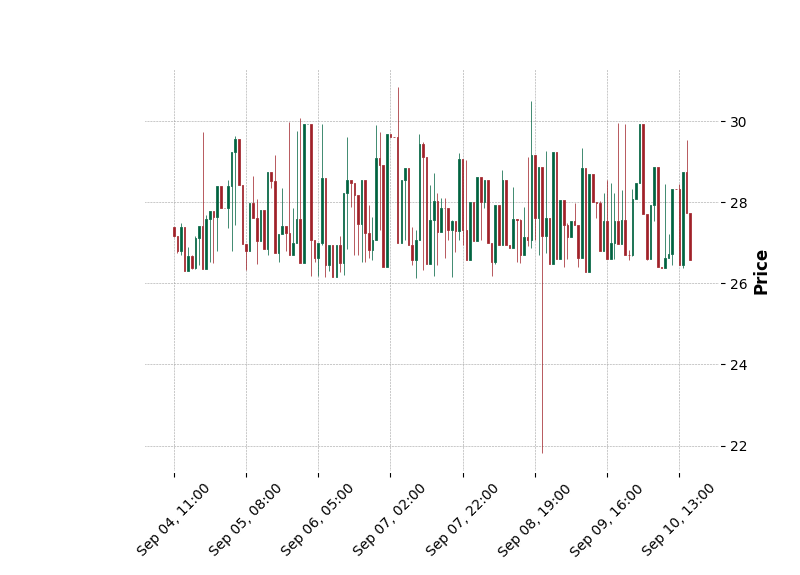 30
28
26
24
22
Price
Sep 04, 11:00
Sep 05, 08:00
Sep 06, 05:00
Sep 07, 02:00
Sep 07, 22:00
Sep 08, 19:00
Sep 09, 16:00
Sep 10, 13:00